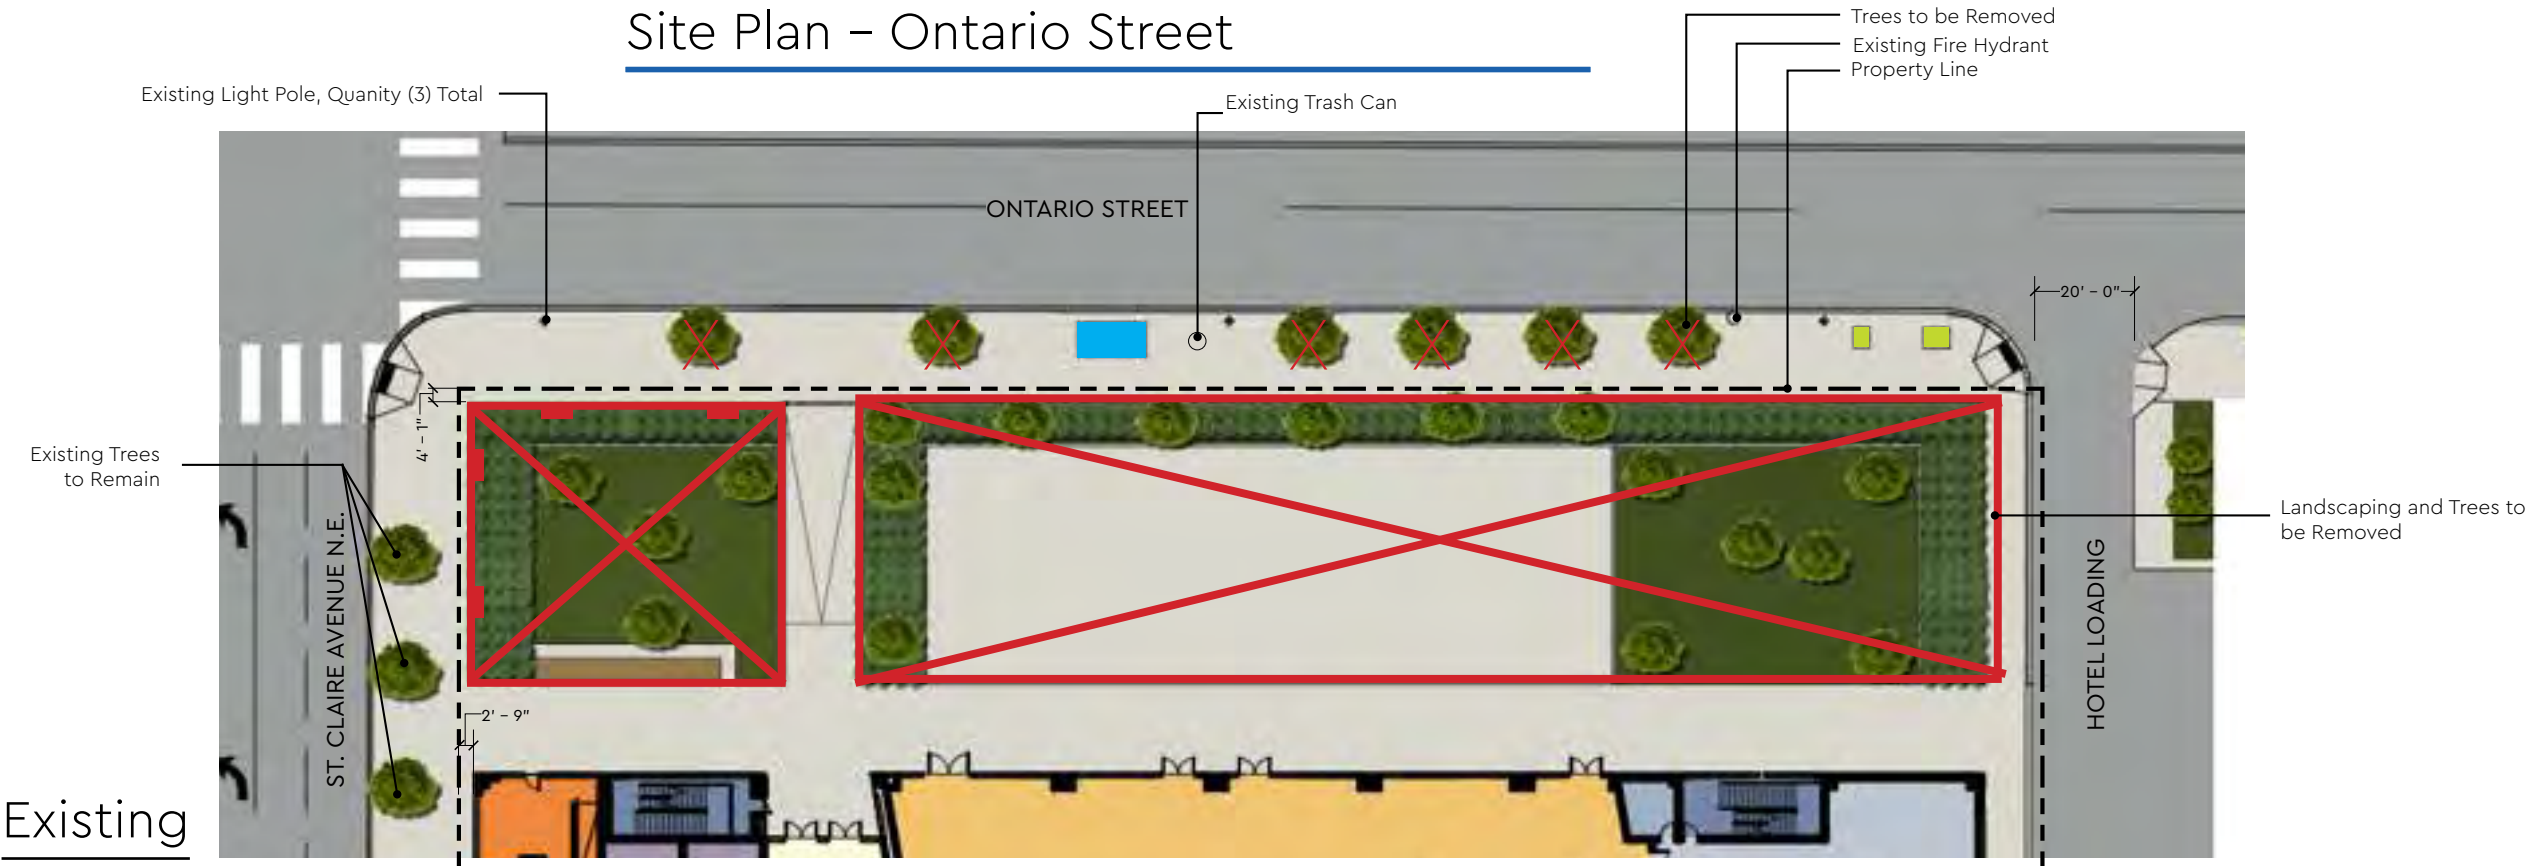 Site Plan – Ontario Street
Trees to be Removed
Existing Fire Hydrant
Property Line
Existing Light Pole, Quanity (3) Total
Existing Trash Can
ONTARIO STREET
20' - 0"
4' - 1"
Existing Trees
to Remain
ST. CLAIRE AVENUE N.E.
Landscaping and Trees to
be Removed
HOTEL LOADING
2' - 9"
Existing